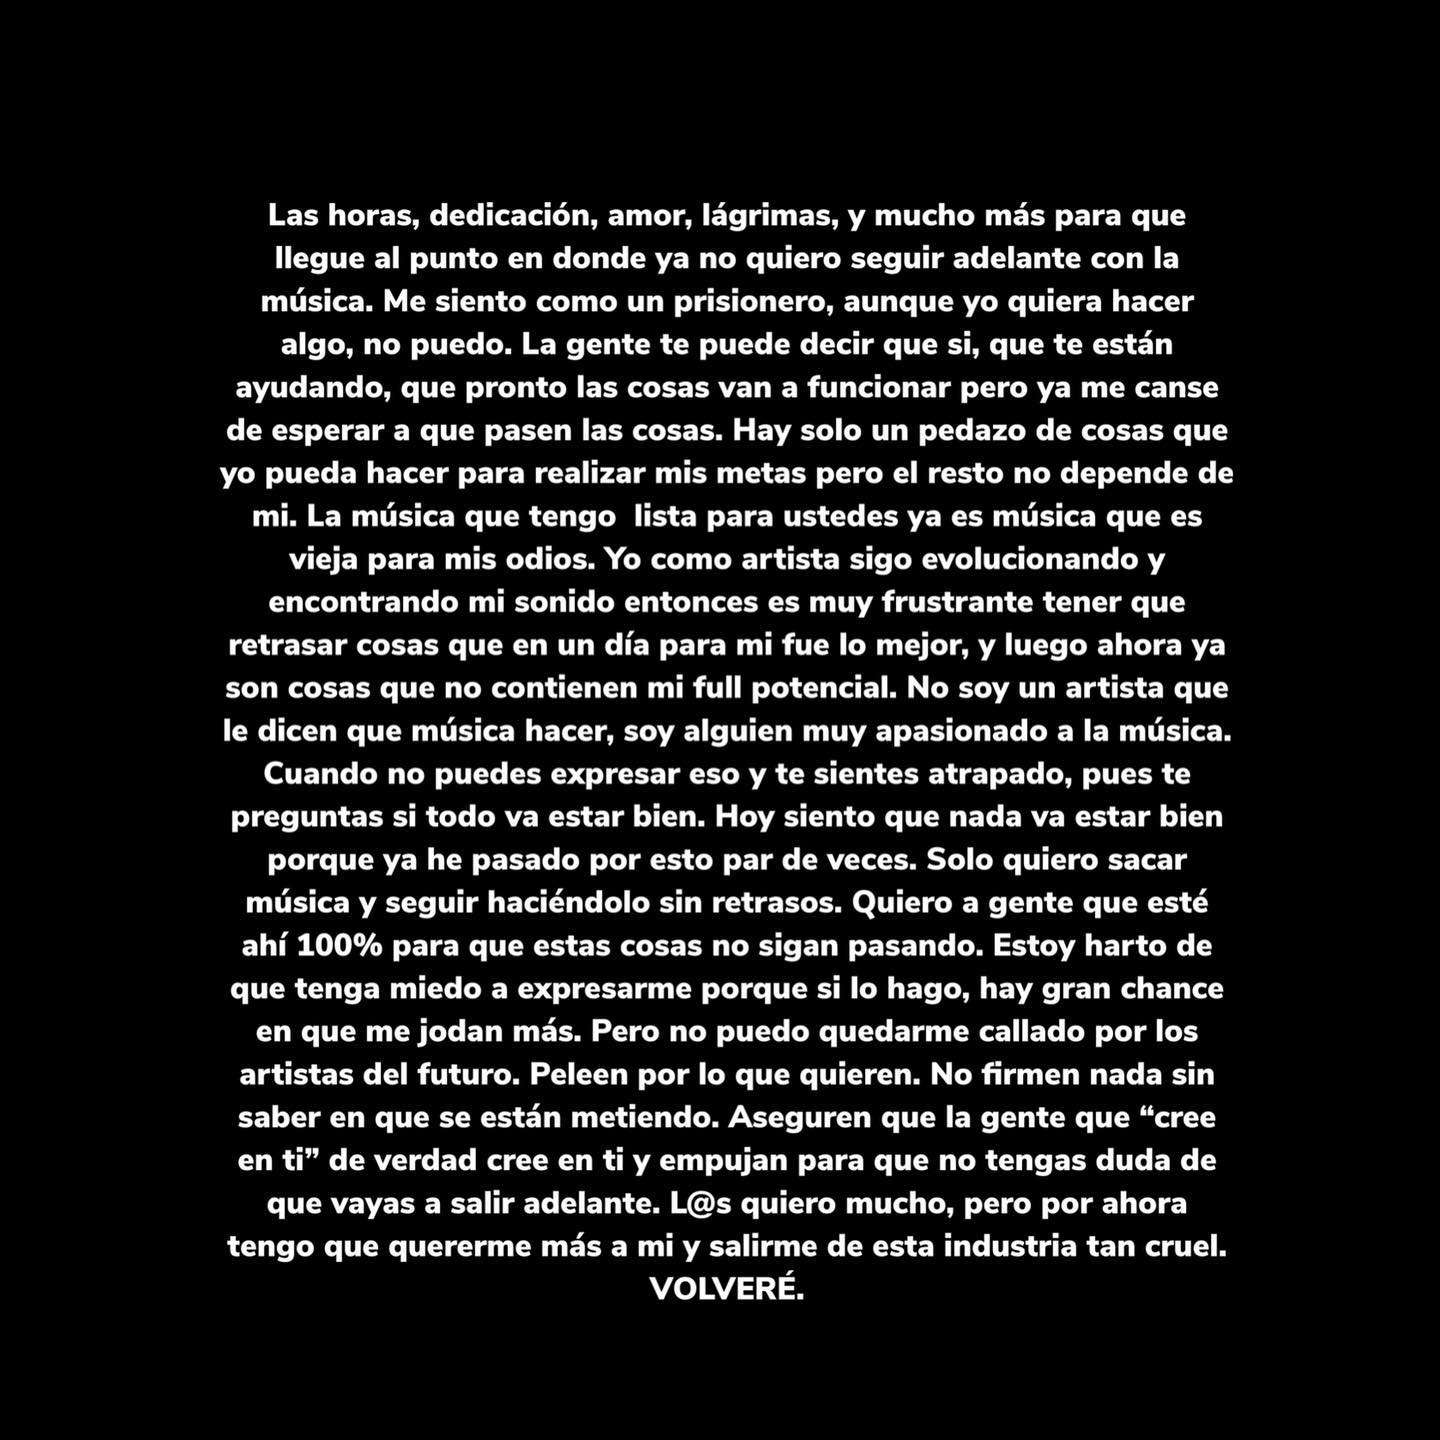 Las horas, dedicación, amor, lágrimas, y mucho más para que
llegue al punto en donde ya no quiero seguir adelante con la
música. Me siento como un prisionero, aunque yo quiera hacer
algo, no puedo. La gente te puede decir que si, que te están
ayudando, que pronto las cosas van a funcionar pero ya me canse
de esperar a que pasen las cosas. Hay solo un pedazo de cosas que
yo pueda hacer para realizar mis metas pero el resto no depende de
mi. La música que tengo  lista para ustedes ya es música que es
vieja para mis odios. Yo como artista sigo evolucionando y
encontrando mi sonido entonces es muy frustrante tener que
retrasar cosas que en un día para mi fue lo mejor, y luego ahora ya
son cosas que no contienen mi full potencial. No soy un artista que
le dicen que música hacer, soy alguien muy apasionado a la música.
Cuando no puedes expresar eso y te sientes atrapado, pues te
preguntas si todo va estar bien. Hoy siento que nada va estar bien
porque ya he pasado por esto par de veces. Solo quiero sacar
música y seguir haciéndolo sin retrasos. Quiero a gente que esté
ahí 100% para que estas cosas no sigan pasando. Estoy harto de
que tenga miedo a expresarme porque si lo hago, hay gran chance
en que me jodan más. Pero no puedo quedarme callado por los
artistas del futuro. Peleen por lo que quieren. No firmen nada sin
saber en que se están metiendo. Aseguren que la gente que “cree
en ti” de verdad cree en ti y empujan para que no tengas duda de
que vayas a salir adelante. L@s quiero mucho, pero por ahora
tengo que quererme más a mi y salirme de esta industria tan cruel.
VOLVERÉ.